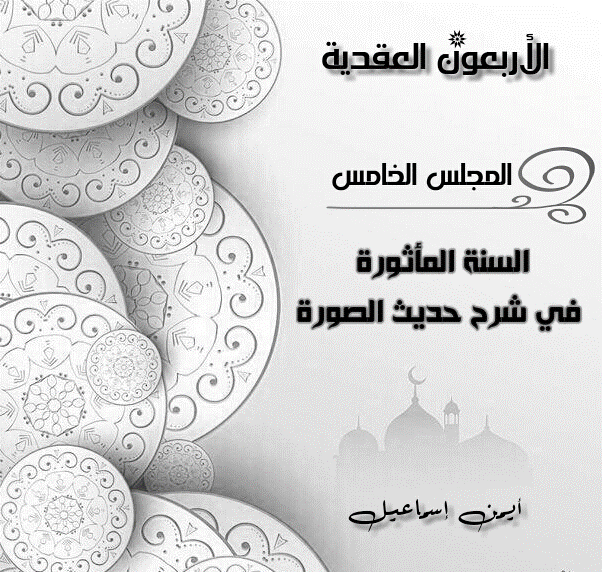 الأربعون العقدية
المجلس الخامس
السنة المأثورة
في شرح حديث الصورة
أيمن إسماعيل